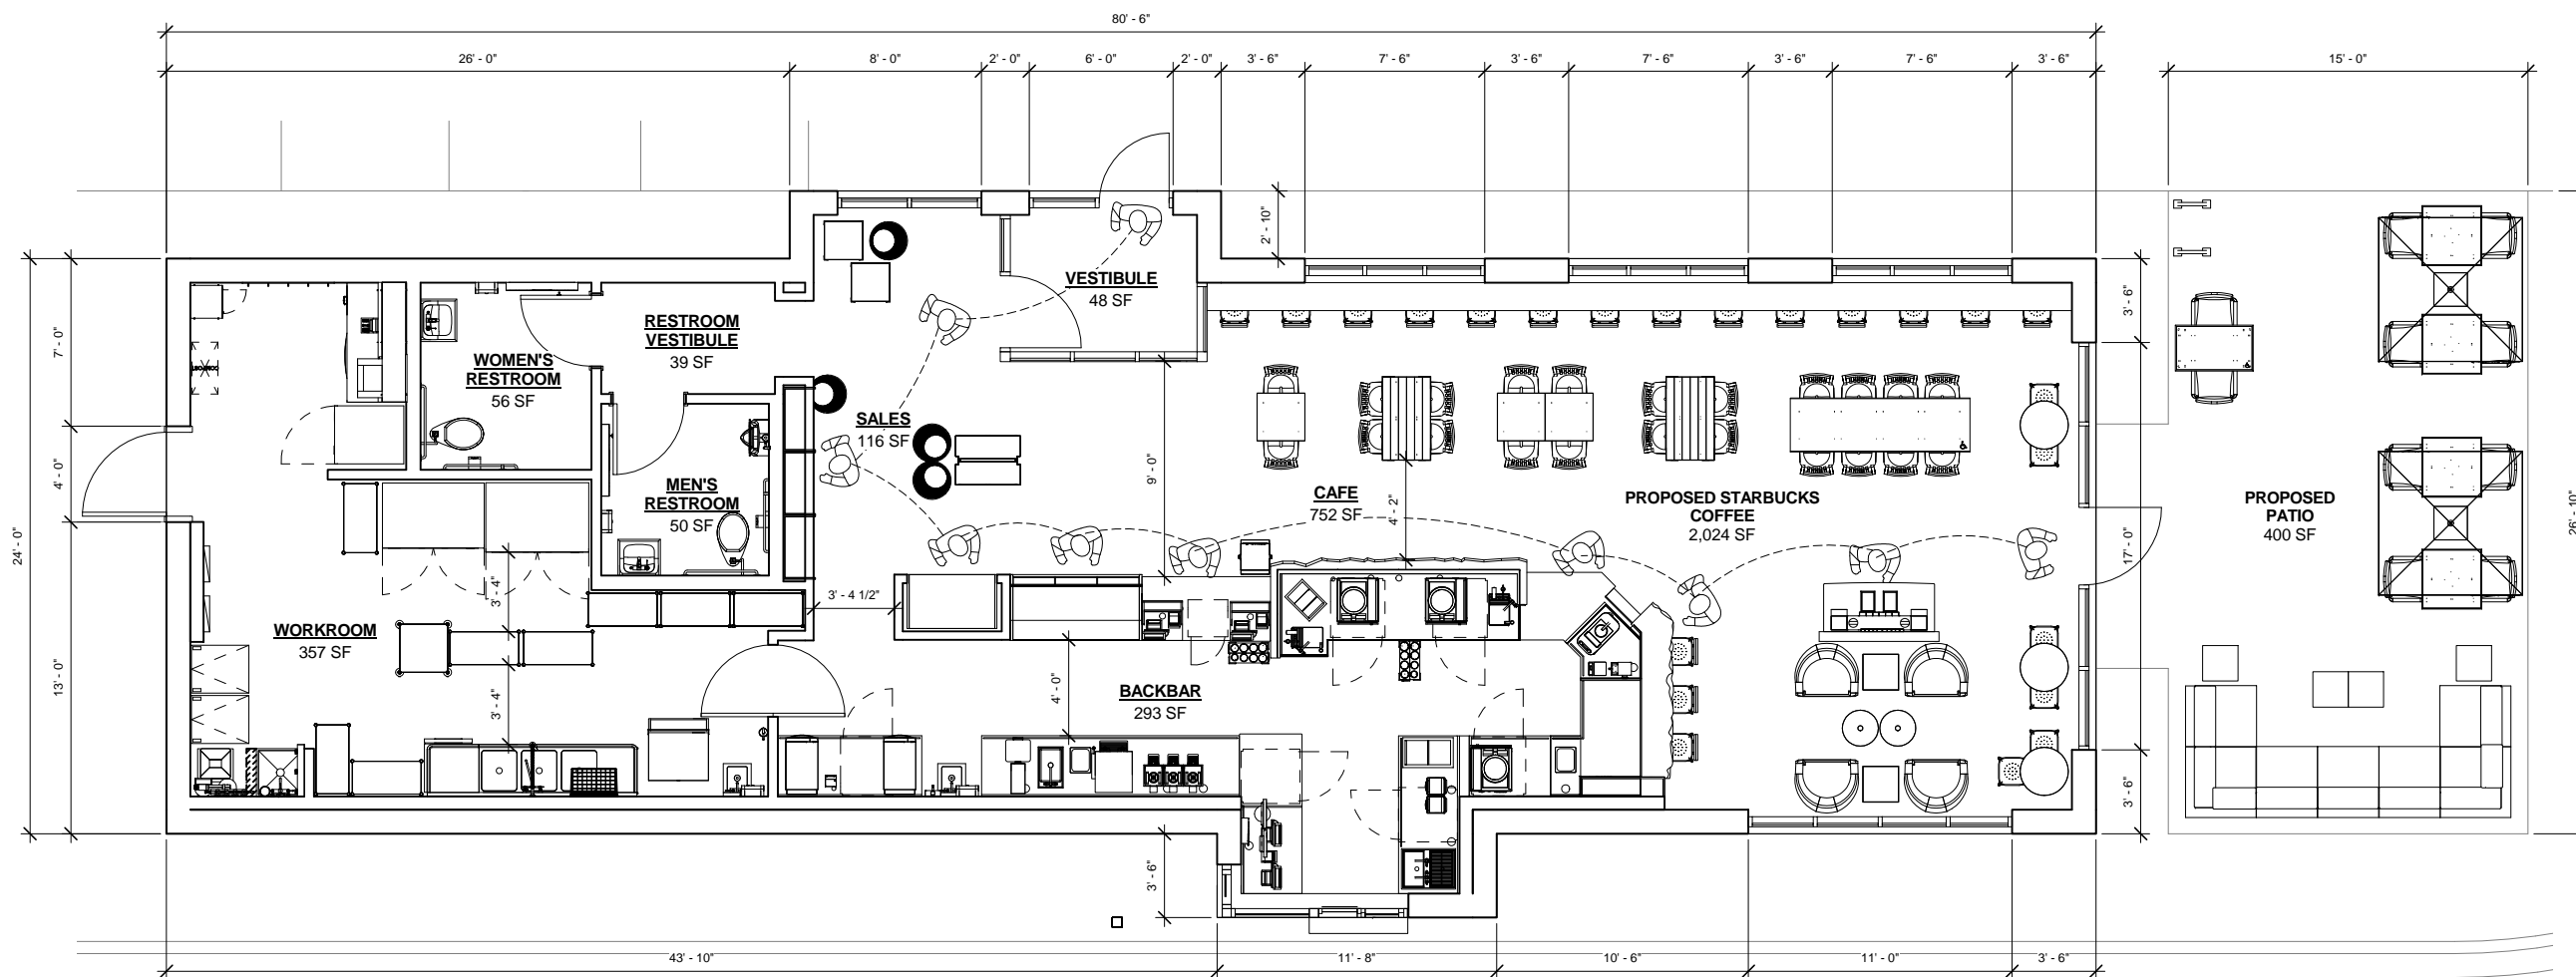 80' - 6"
26' - 0"
8' - 0"
2' - 0"
6' - 0"
2' - 0"
3' - 6"
7' - 6"
3' - 6"
7' - 6"
3' - 6"
7' - 6"
3' - 6"
15' - 0"
2' - 10"
VESTIBULE
48 SF
RESTROOM
VESTIBULE
39 SF
WOMEN'S
RESTROOM
56 SF
7' - 0"
3' - 6"
SALES
116 SF
4' - 0"
9' - 0"
MEN'S
RESTROOM
50 SF
CAFE
752 SF
4' - 2"
PROPOSED STARBUCKS
COFFEE
2,024 SF
PROPOSED
PATIO
400 SF
24' - 0"
17' - 0"
26' - 10"
3' - 4"
3' - 4 1/2"
WORKROOM
357 SF
13' - 0"
3' - 4"
4' - 0"
BACKBAR
293 SF
3' - 6"
3' - 6"
43' - 10"
11' - 8"
10' - 6"
11' - 0"
3' - 6"